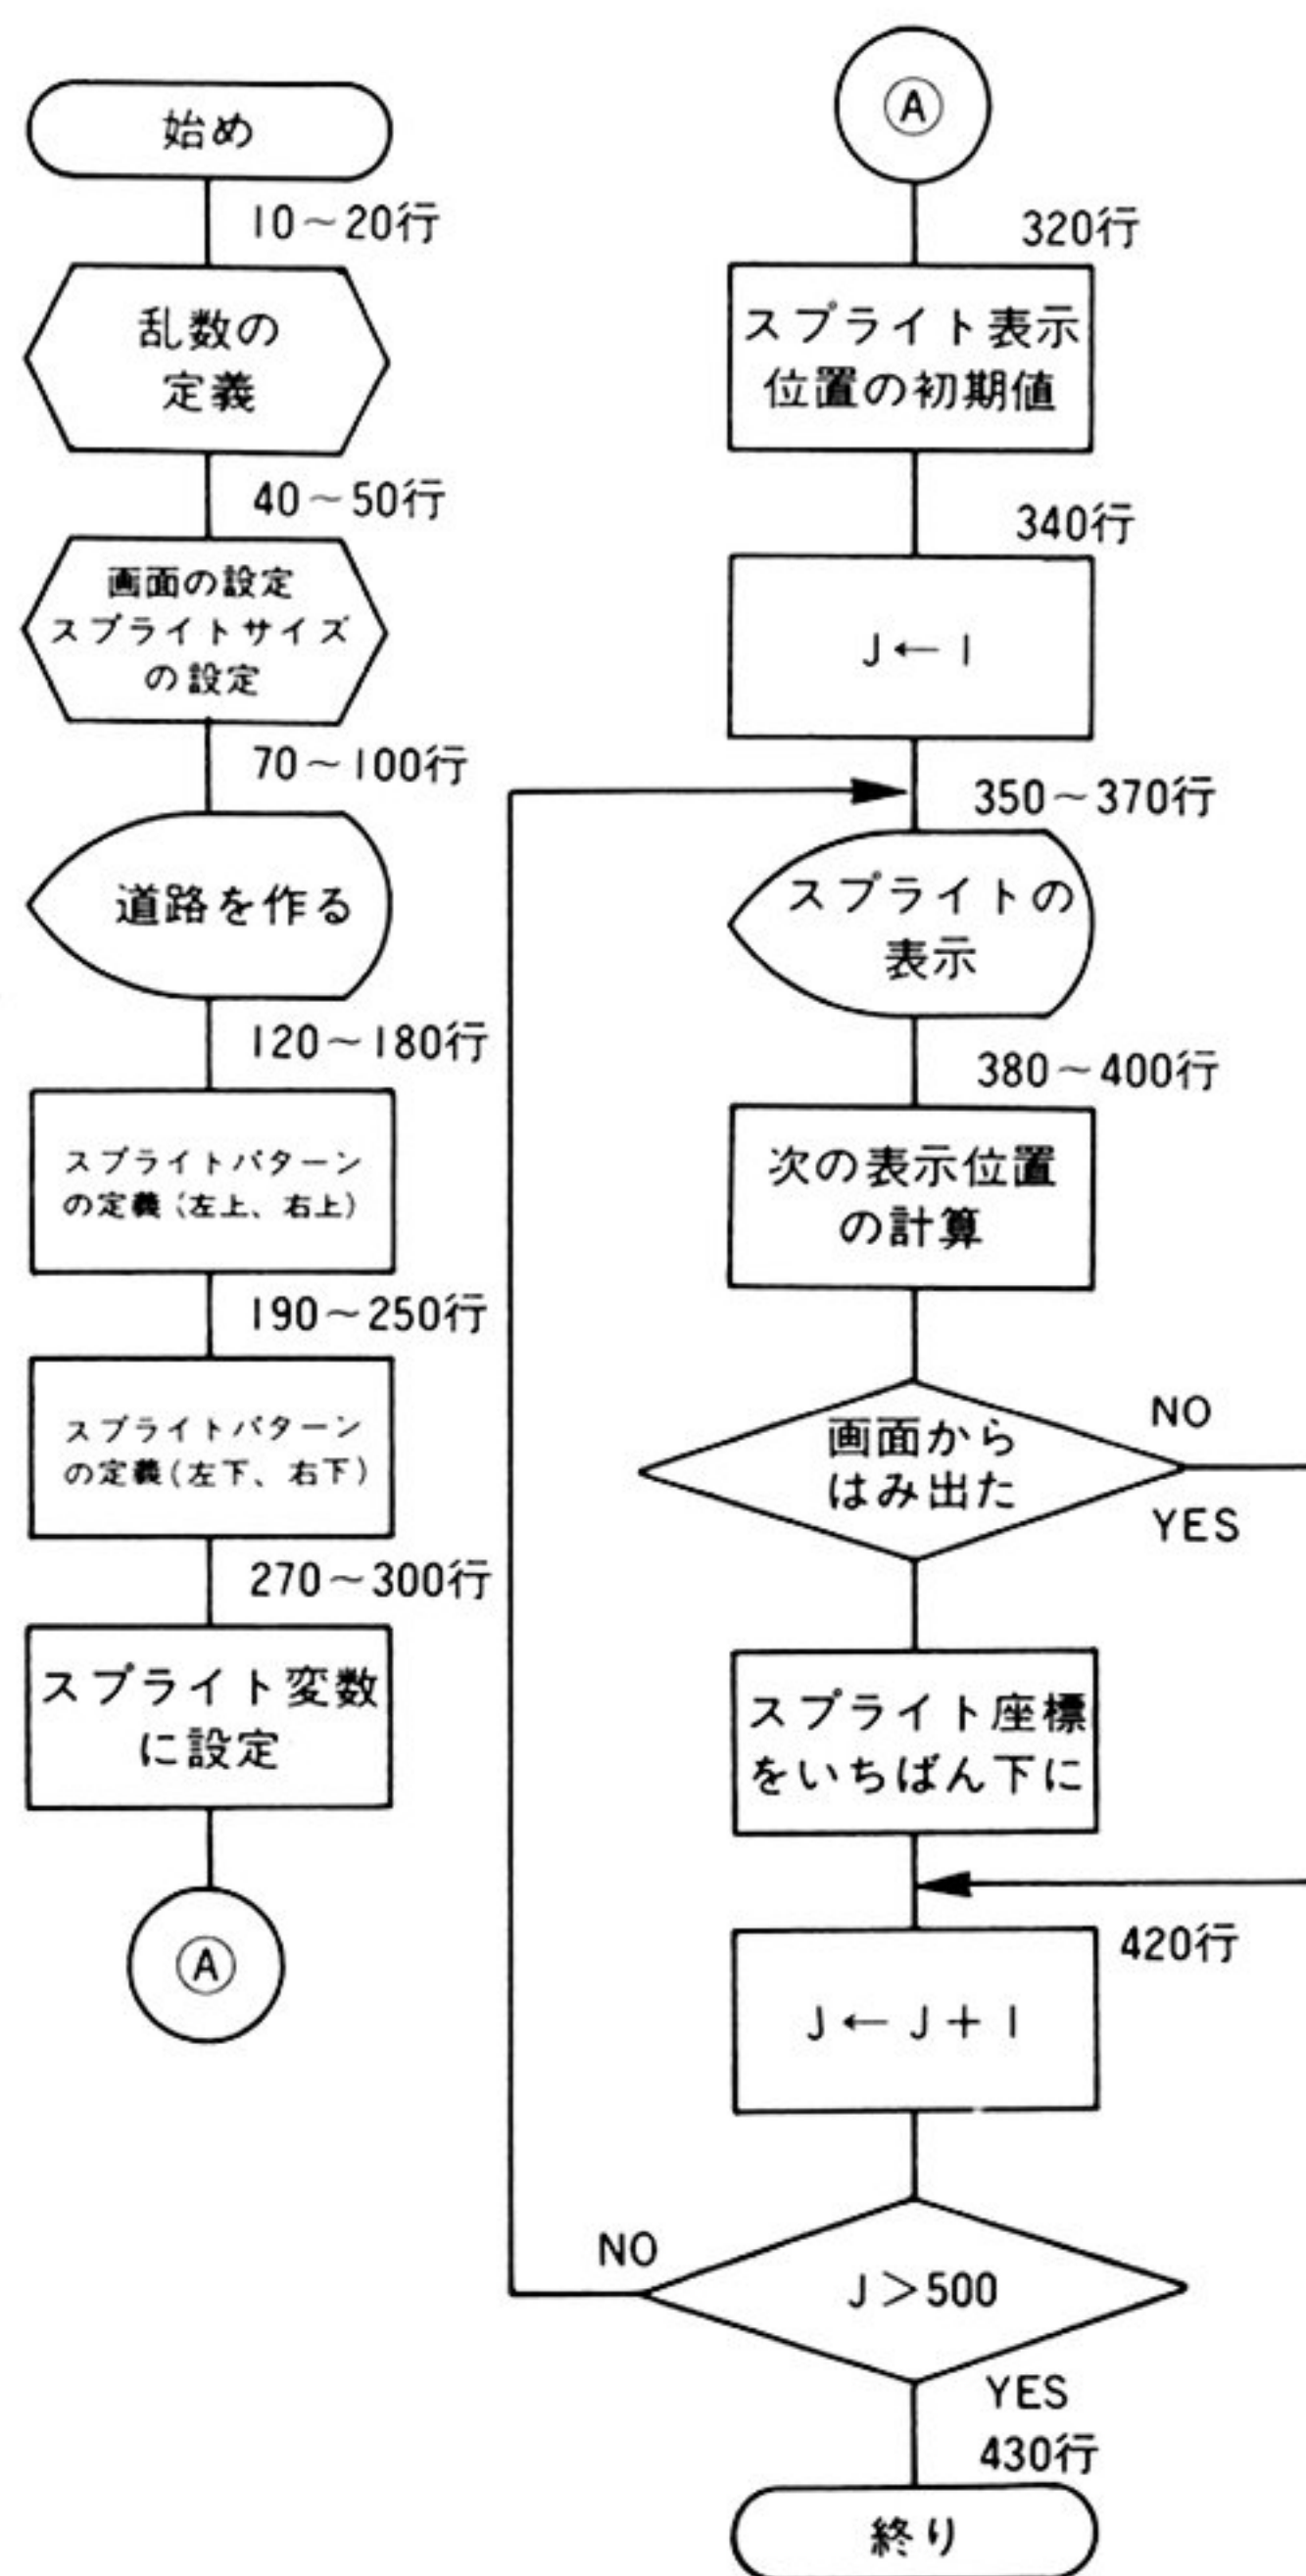 始め
10～20行
乱数の
定義
40～50行
画面の設定
スプライトサイズ
の設定
70～100行
道路を作る
120～180行
スプライトパターン
の定義(左上、右上)
190～250行
スプライトパターン
の定義(左下、右下)
270～300行
スプライト変数
に設定
Ⓐ
Ⓐ
320行
スプライト表示
位置の初期値
340行
J←1
350～370行
スプライトの
表示
380～400行
次の表示位置
の計算
画面から
はみ出た
NO
YES
スプライト座標
をいちばん下に
420行
J←J+1
NO
J>500
YES
430行
終り